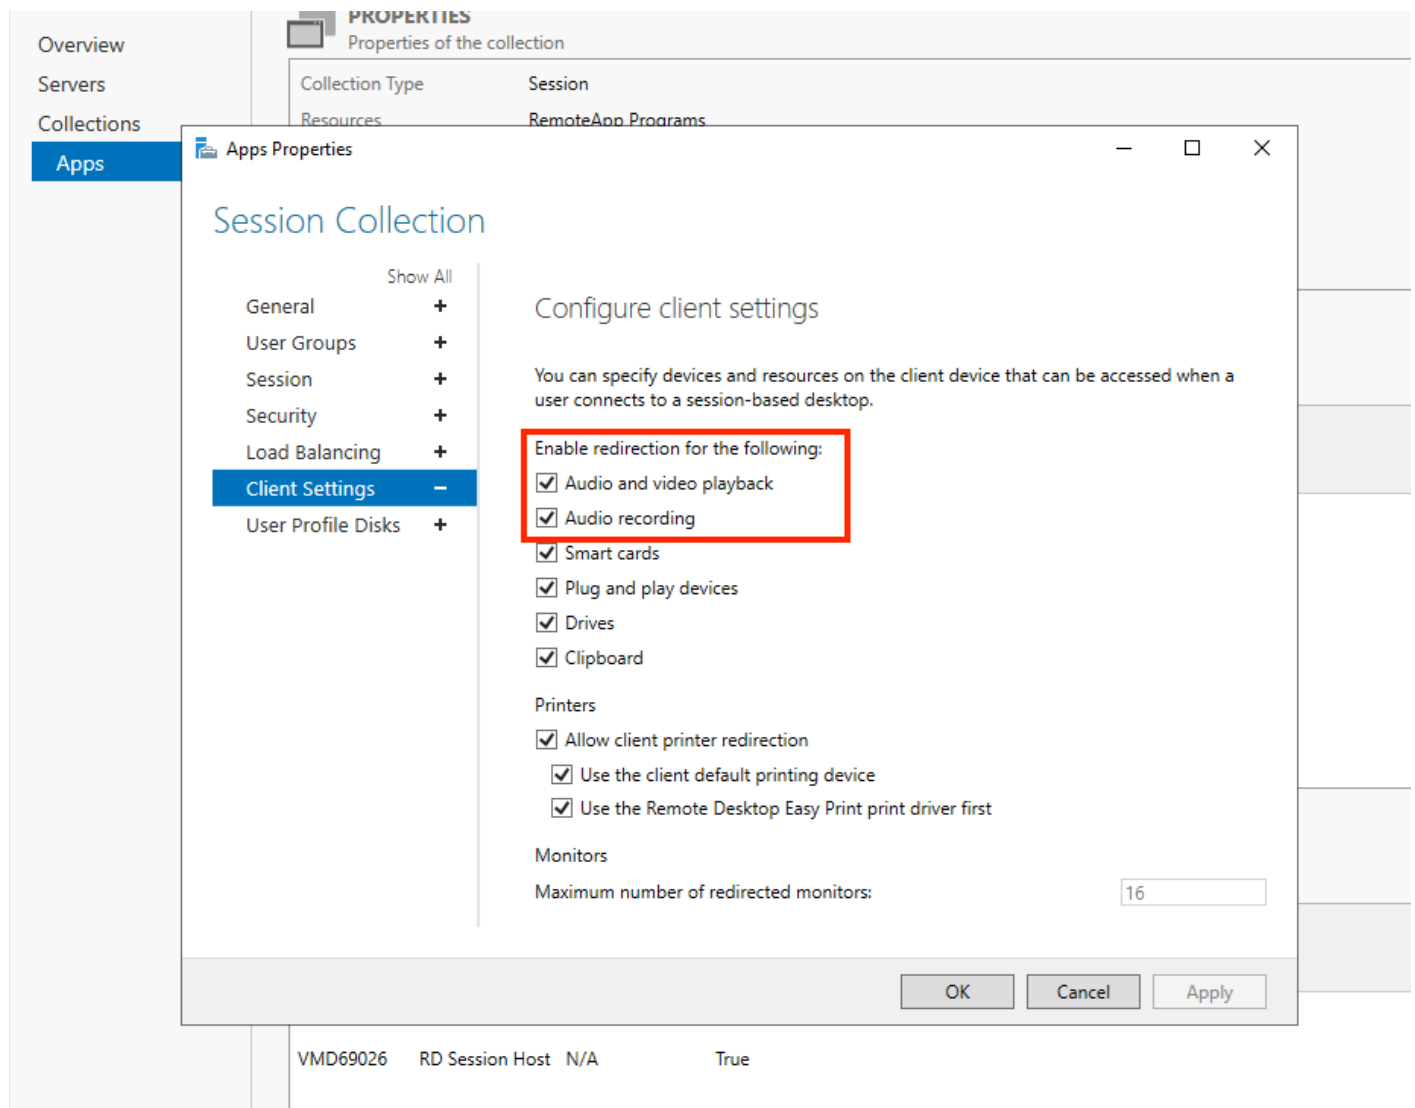 PROPERTIES
Properties of the collection
Overview
Servers
Collections
Apps
Collection Type Session
Resources RemoteApp Programs
Apps Properties
Session Collection
Show All
General +
User Groups +
Session +
Security +
Load Balancing +
Client Settings −
User Profile Disks +
Configure client settings
You can specify devices and resources on the client device that can be accessed when a
user connects to a session-based desktop.
Enable redirection for the following:
Audio and video playback
Audio recording
Smart cards
Plug and play devices
Drives
Clipboard
Printers
Allow client printer redirection
Use the client default printing device
Use the Remote Desktop Easy Print print driver first
Monitors
Maximum number of redirected monitors: 16
OK Cancel Apply
VMD69026 RD Session Host N/A True